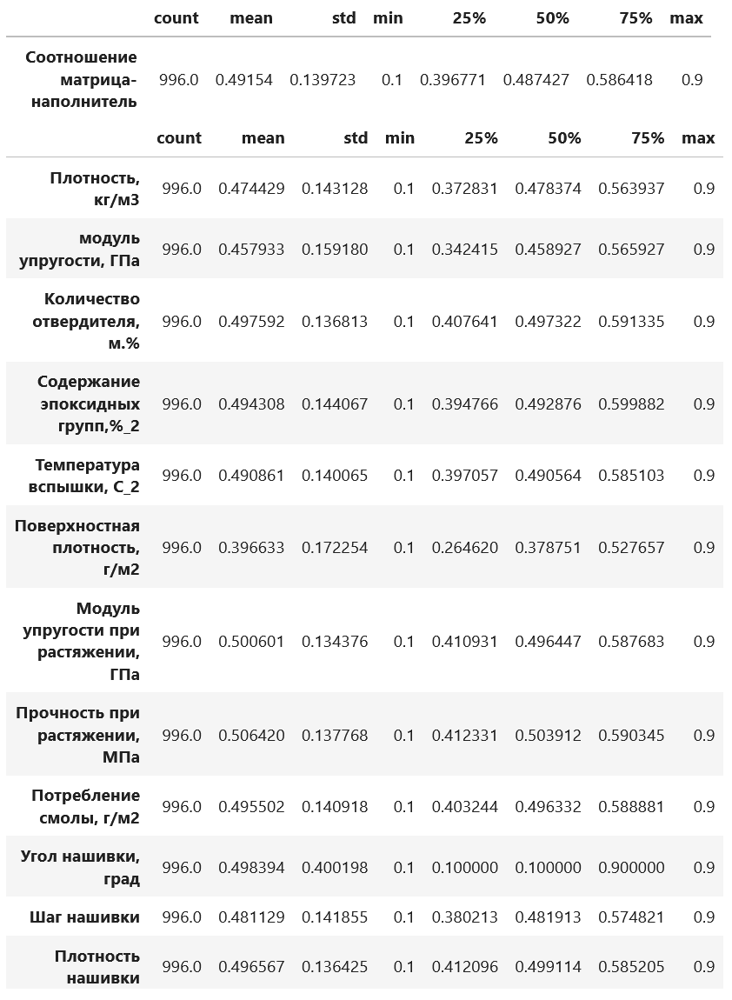 count mean std min 25% 50% 75% max
Соотношение
матрица- 996.0 0.49154 0.139723 0.1 0.396771 0.487427 0.586418 0.9
наполнитель
count mean std min 25% 50% 75% max
Плотность,
кг/м3 996.0 0.474429 0.143128 0.1 0.372831 0.478374 0.563937 0.9
модуль
упругости, ГПа 996.0 0.457933 0.159180 0.1 0.342415 0.458927 0.565927 0.9
Количество
отвердителя, 996.0 0.497592 0.136813 0.1 0.407641 0.497322 0.591335 0.9
м.%
Содержание
эпоксидных 996.0 0.494308 0.144067 0.1 0.394766 0.492876 0.599882 0.9
групп,%_2
Температура
вспышки, С_2 996.0 0.490861 0.140065 0.1 0.397057 0.490564 0.585103 0.9
Поверхностная
плотность, 996.0 0.396633 0.172254 0.1 0.264620 0.378751 0.527657 0.9
г/м2
Модуль
упругости при
растяжении, 996.0 0.500601 0.134376 0.1 0.410931 0.496447 0.587683 0.9
ГПа
Прочность при
растяжении, 996.0 0.506420 0.137768 0.1 0.412331 0.503912 0.590345 0.9
МПа
Потребление
смолы, г/м2 996.0 0.495502 0.140918 0.1 0.403244 0.496332 0.588881 0.9
Угол нашивки,
град 996.0 0.498394 0.400198 0.1 0.100000 0.100000 0.900000 0.9
Шаг нашивки 996.0 0.481129 0.141855 0.1 0.380213 0.481913 0.574821 0.9
Плотность
нашивки 996.0 0.496567 0.136425 0.1 0.412096 0.499114 0.585205 0.9